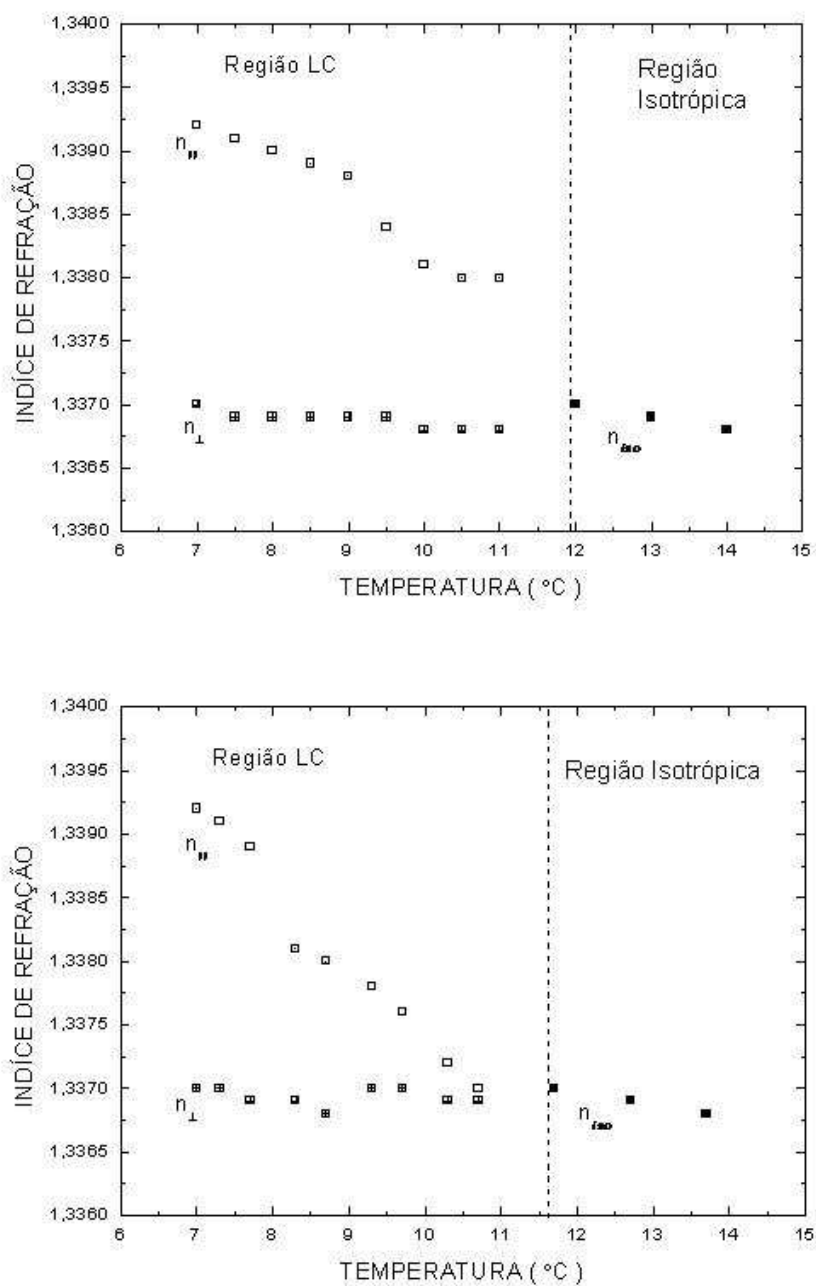 1,3400
Região LC
Região
Isotrópica
1,3395
n"
1,3390
1,3385
1,3380
1,3375
1,3370
n⊥
niso
1,3365
1,3360
INDÍCE DE REFRAÇÃO
6 7 8 9 10 11 12 13 14 15
TEMPERATURA ( °C )
1,3400
Região LC
Região Isotrópica
1,3395
1,3390
n"
1,3385
1,3380
1,3375
1,3370
n⊥
niso
1,3365
1,3360
INDÍCE DE REFRAÇÃO
6 7 8 9 10 11 12 13 14 15
TEMPERATURA ( °C )